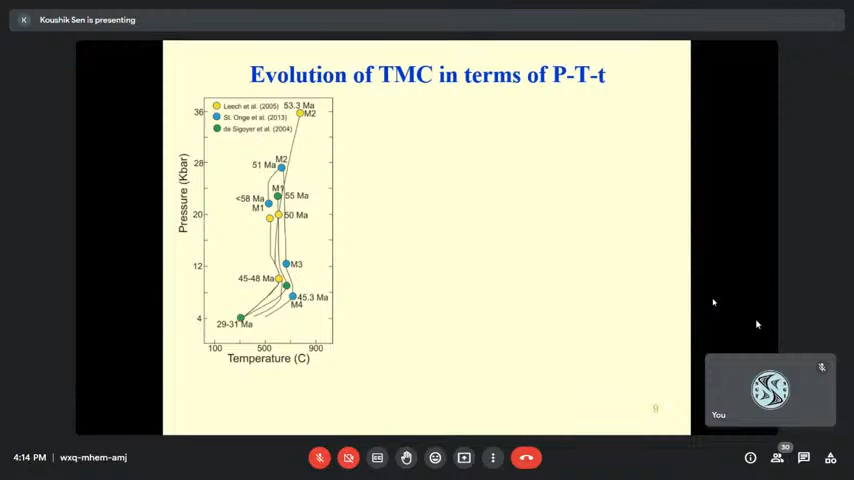 K Koushik Sen is presenting
Evolution of TMC in terms of P-T-t
Leech et al. (2005)
St. Onge et al. (2013)
de Sigoyer et al. (2004)
53.3 Ma
M2
M2
51 Ma
M1
55 Ma
<58 Ma
M1
50 Ma
M3
45-48 Ma
45.3 Ma
M4
29-31 Ma
36
28
20
12
4
Pressure (Kbar)
100 500 900
Temperature (C)
9
You
4:14 PM | wxq-mhem-amj
30